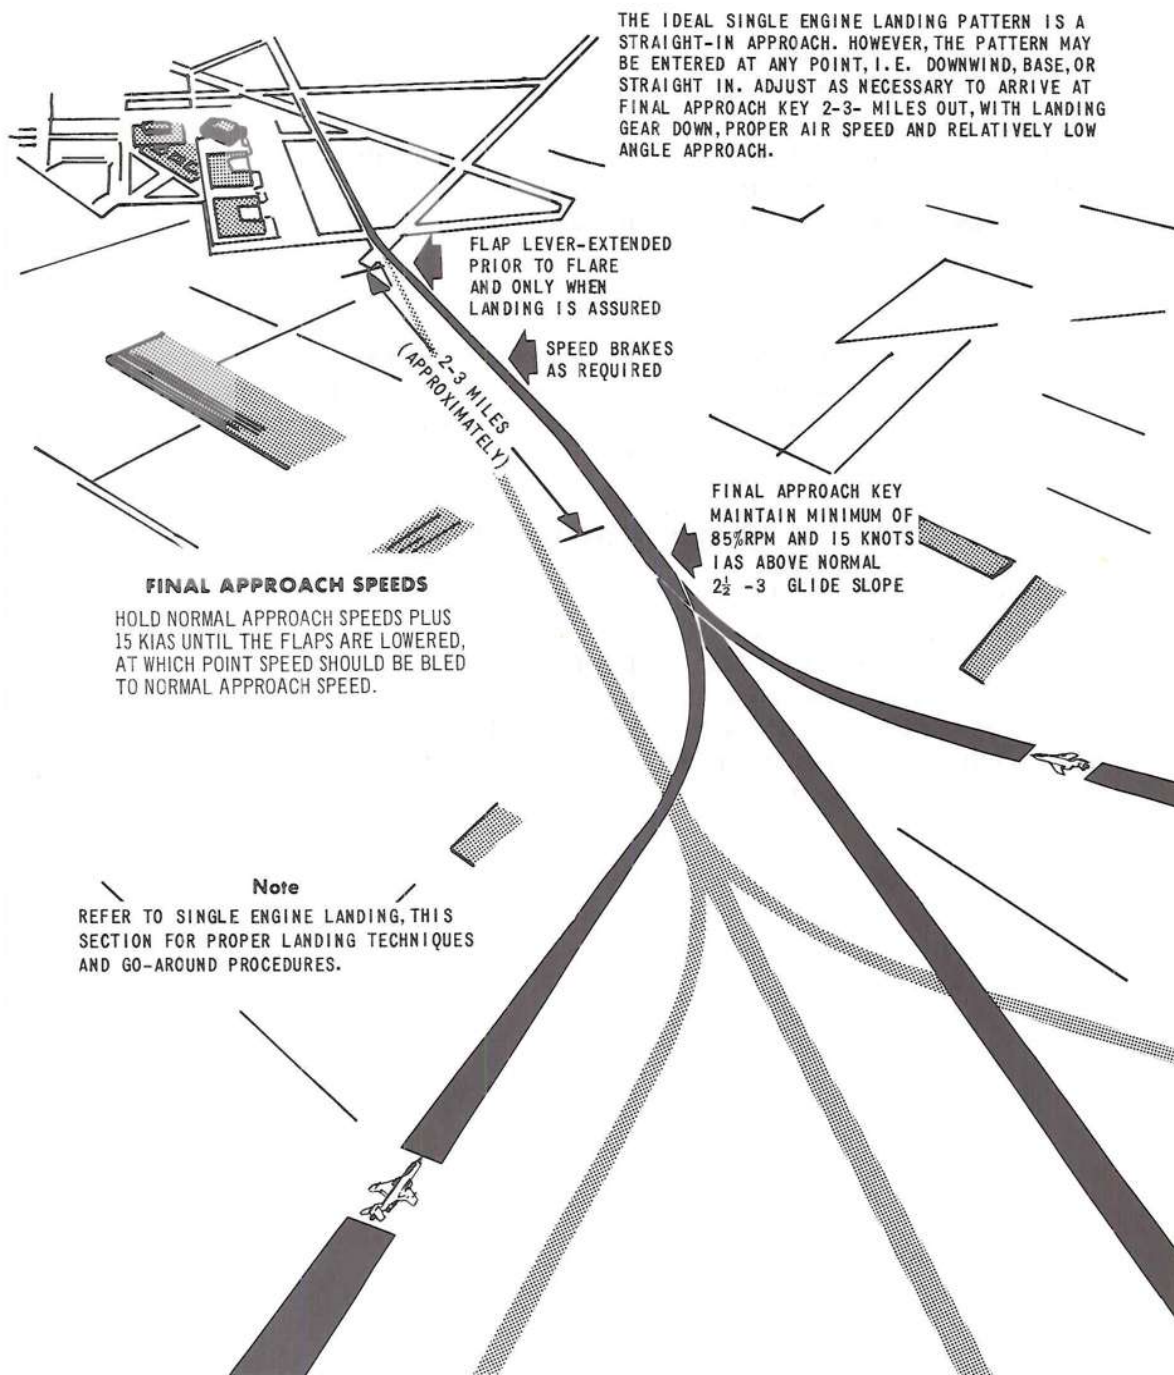 THE IDEAL SINGLE ENGINE LANDING PATTERN IS A
STRAIGHT-IN APPROACH. HOWEVER, THE PATTERN MAY
BE ENTERED AT ANY POINT, I.E. DOWNWIND, BASE, OR
STRAIGHT IN. ADJUST AS NECESSARY TO ARRIVE AT
FINAL APPROACH KEY 2-3- MILES OUT, WITH LANDING
GEAR DOWN, PROPER AIR SPEED AND RELATIVELY LOW
ANGLE APPROACH.
FLAP LEVER-EXTENDED
PRIOR TO FLARE
AND ONLY WHEN
LANDING IS ASSURED
SPEED BRAKES
AS REQUIRED
2-3 MILES
(APPROXIMATELY)
FINAL APPROACH KEY
MAINTAIN MINIMUM OF
85%RPM AND 15 KNOTS
IAS ABOVE NORMAL
2½ -3 GLIDE SLOPE
FINAL APPROACH SPEEDS
HOLD NORMAL APPROACH SPEEDS PLUS
15 KIAS UNTIL THE FLAPS ARE LOWERED,
AT WHICH POINT SPEED SHOULD BE BLED
TO NORMAL APPROACH SPEED.
Note
REFER TO SINGLE ENGINE LANDING, THIS
SECTION FOR PROPER LANDING TECHNIQUES
AND GO-AROUND PROCEDURES.